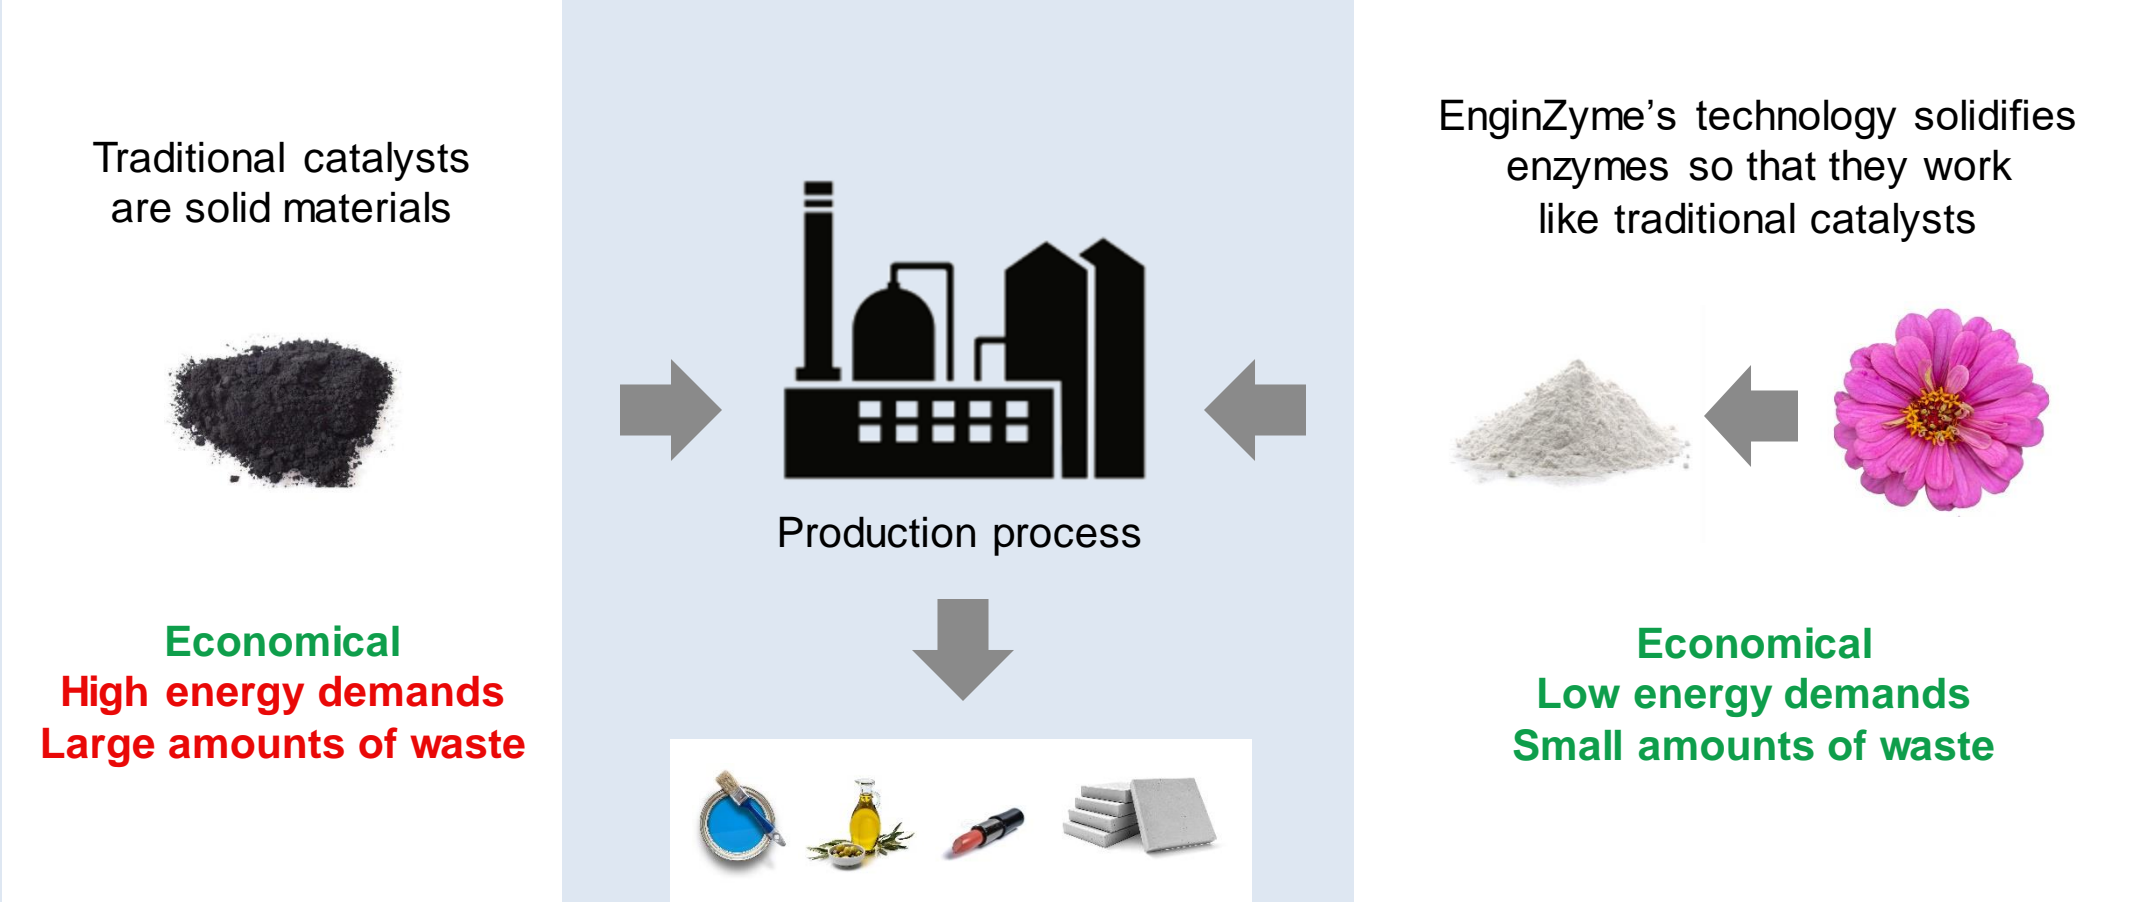 Traditional catalysts
are solid materials
Economical
High energy demands
Large amounts of waste
Production process
EnginZyme’s technology solidifies
enzymes so that they work
like traditional catalysts
Economical
Low energy demands
Small amounts of waste